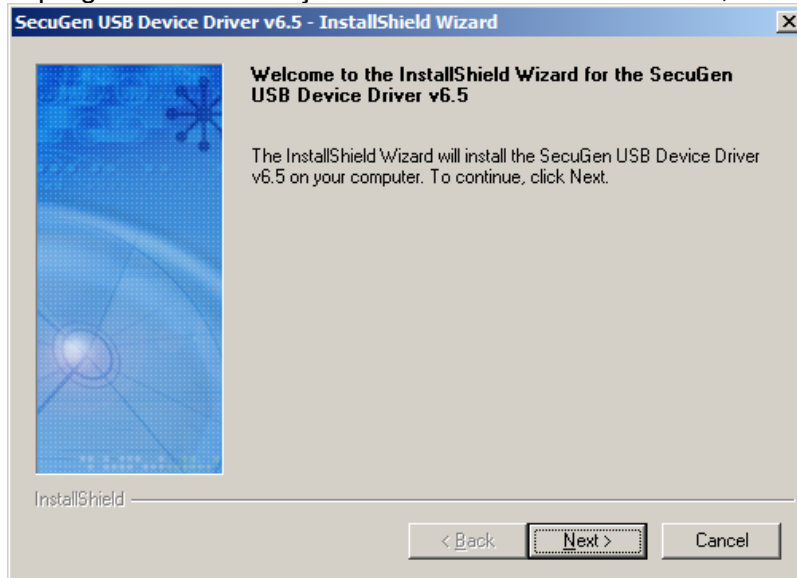 SecuGen USB Device Driver v6.5 - InstallShield Wizard
Welcome to the InstallShield Wizard for the SecuGen
USB Device Driver v6.5
The InstallShield Wizard will install the SecuGen USB Device Driver
v6.5 on your computer. To continue, click Next.
InstallShield
< Back Next > Cancel